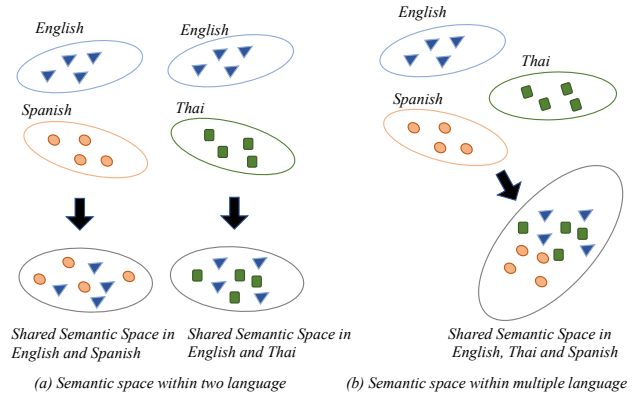 English
Spanish
Shared Semantic Space in
English and Spanish
English
Thai
Shared Semantic Space in
English and Thai
(a) Semantic space within two language
English
Thai
Spanish
Shared Semantic Space in
English, Thai and Spanish
(b) Semantic space within multiple language